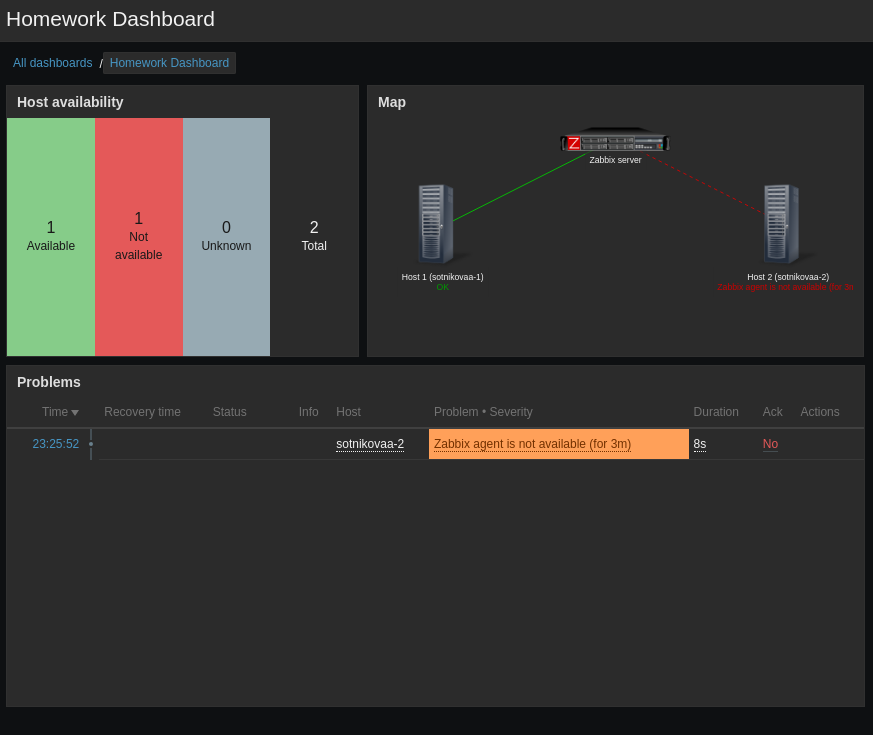 Homework Dashboard
All dashboards / Homework Dashboard
Host availability
1
Available
1
Not
available
0
Unknown
2
Total
Map
Z
Zabbix server
Host 1 (sotnikovaa-1)
OK
Host 2 (sotnikovaa-2)
Zabbix agent is not available (for 3m
Problems
Time Recovery time Status Info Host Problem • Severity Duration Ack Actions
23:25:52 sotnikovaa-2 Zabbix agent is not available (for 3m) 8s No